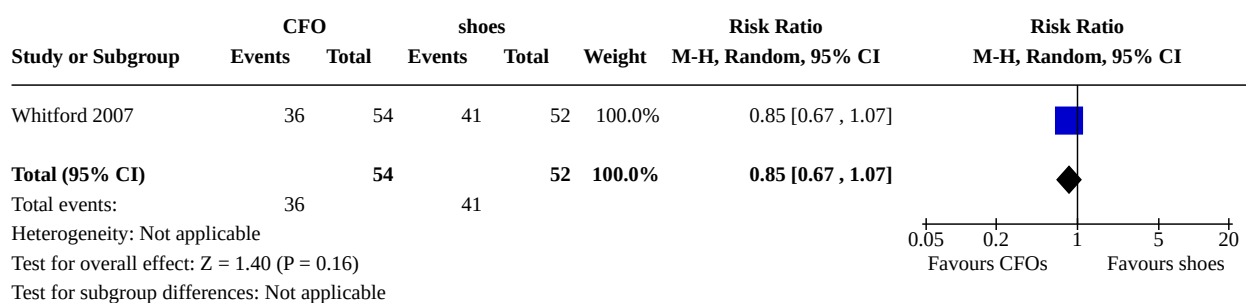 CFO shoes Risk Ratio Risk Ratio
Study or Subgroup Events Total Events Total Weight M-H, Random, 95% CI M-H, Random, 95% CI
Whitford 2007 36 54 41 52 100.0% 0.85 [0.67 , 1.07]
Total (95% CI) 54 52 100.0% 0.85 [0.67 , 1.07]
Total events: 36 41
Heterogeneity: Not applicable 0.05 0.2 1 5 20
Test for overall effect: Z = 1.40 (P = 0.16) Favours CFOs Favours shoes
Test for subgroup differences: Not applicable